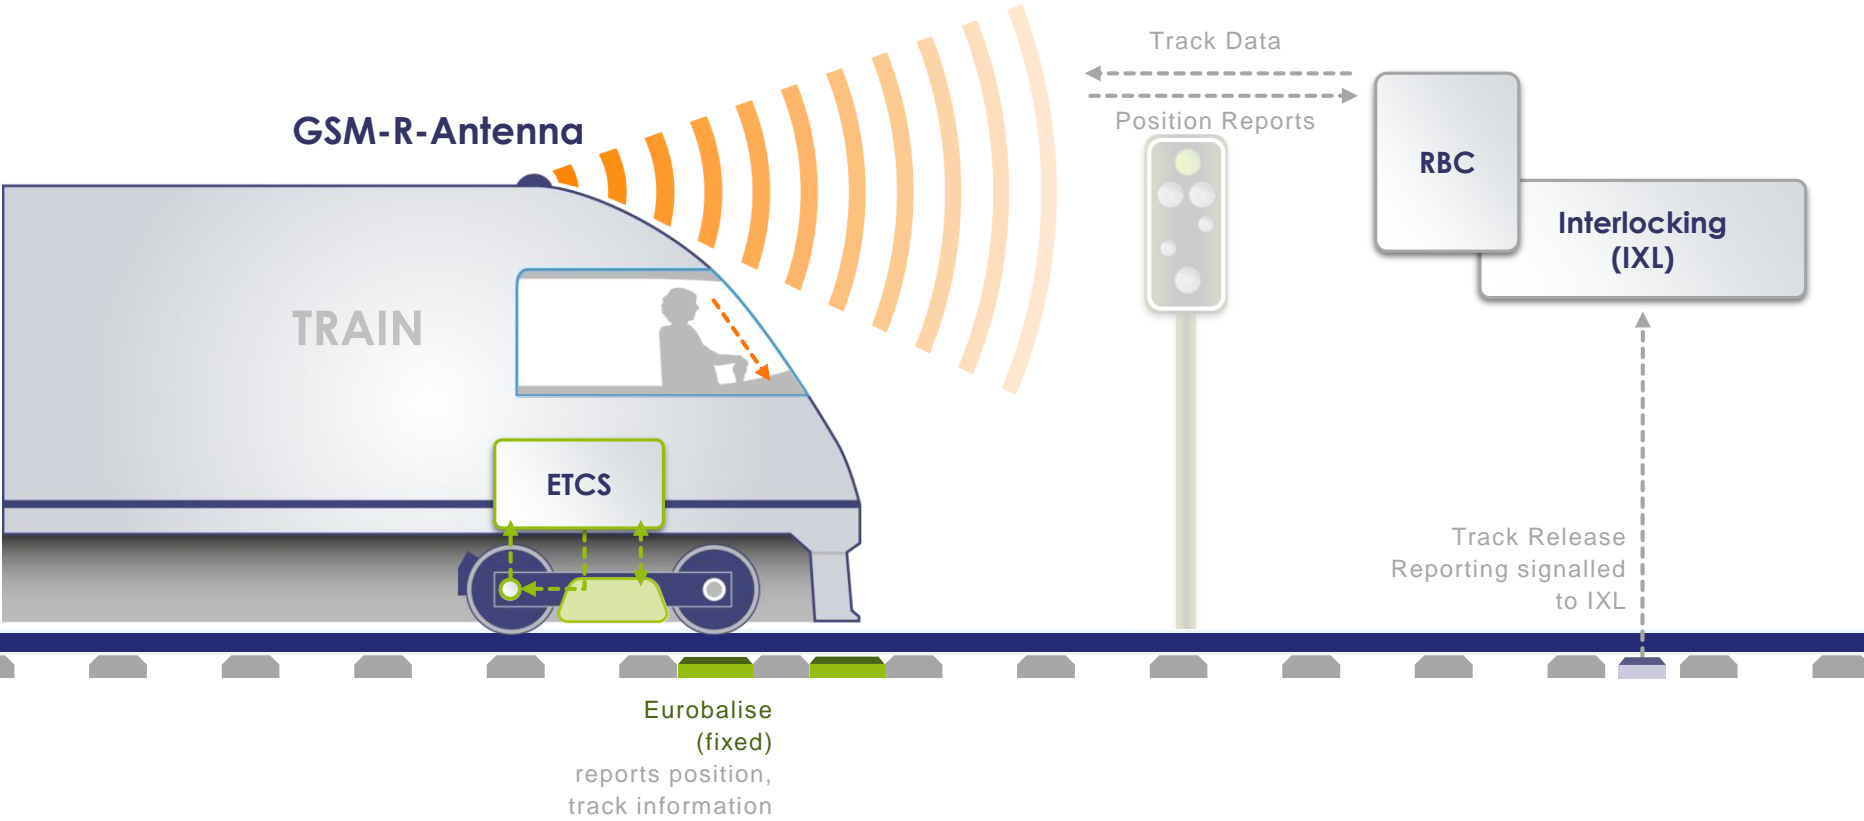 Track Data
Position Reports
GSM-R-Antenna
RBC
Interlocking
(IXL)
TRAIN
ETCS
Track Release
Reporting signalled
to IXL
Eurobalise
(fixed)
reports position,
track information